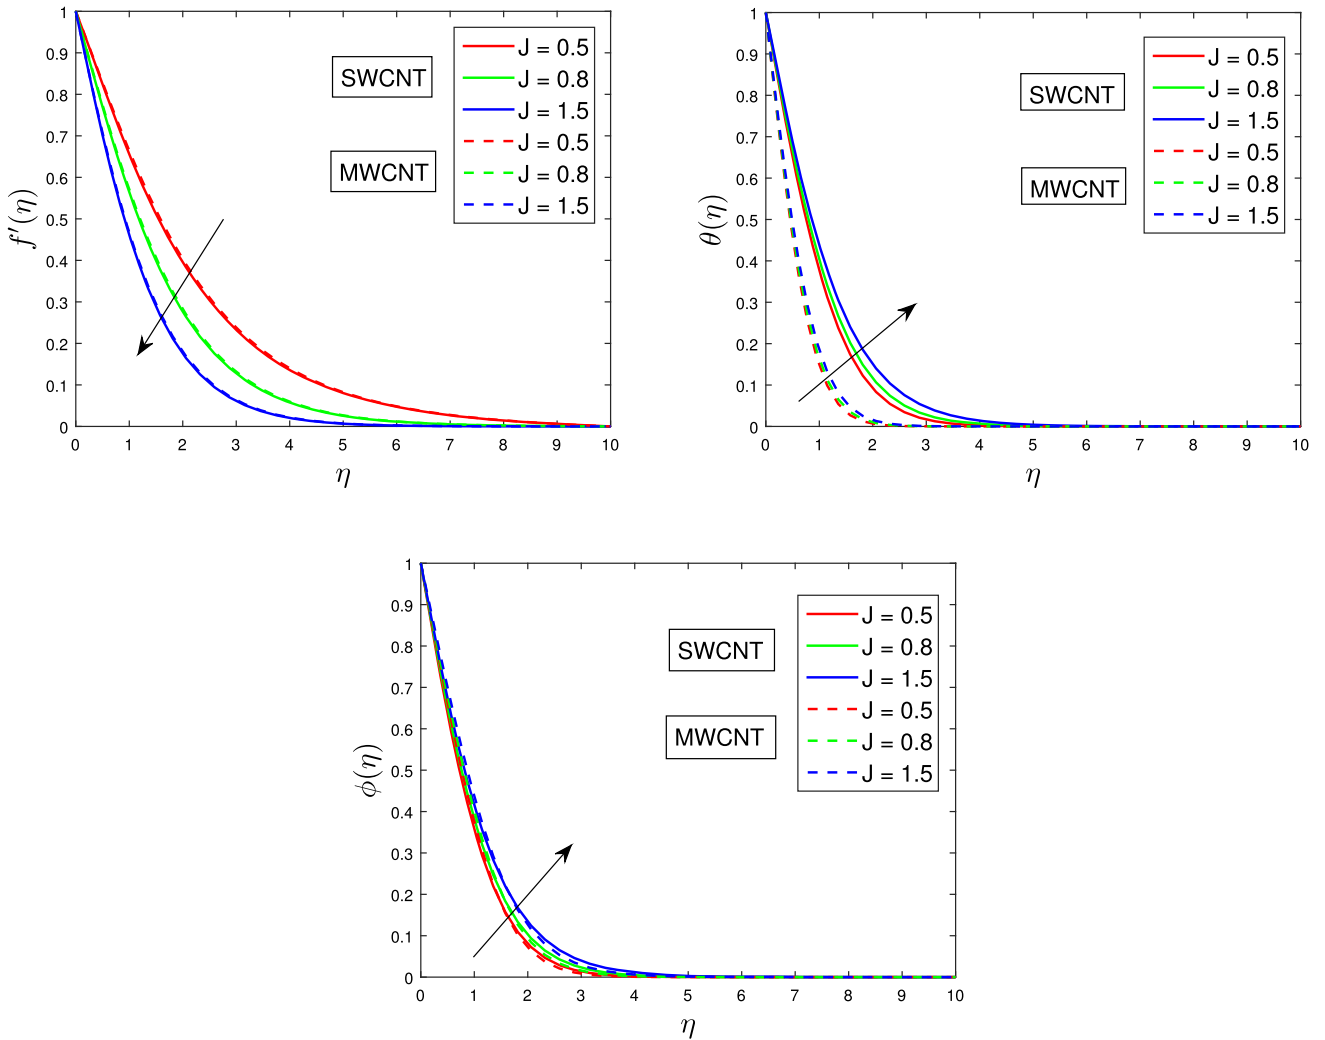 f′(η)
1
0.9
0.8
0.7
0.6
0.5
0.4
0.3
0.2
0.1
0
0 1 2 3 4 5 6 7 8 9 10
η
SWCNT
MWCNT
J = 0.5
J = 0.8
J = 1.5
J = 0.5
J = 0.8
J = 1.5
θ(η)
1
0.9
0.8
0.7
0.6
0.5
0.4
0.3
0.2
0.1
0
0 1 2 3 4 5 6 7 8 9 10
η
SWCNT
MWCNT
J = 0.5
J = 0.8
J = 1.5
J = 0.5
J = 0.8
J = 1.5
ϕ(η)
1
0.9
0.8
0.7
0.6
0.5
0.4
0.3
0.2
0.1
0
0 1 2 3 4 5 6 7 8 9 10
η
SWCNT
MWCNT
J = 0.5
J = 0.8
J = 1.5
J = 0.5
J = 0.8
J = 1.5